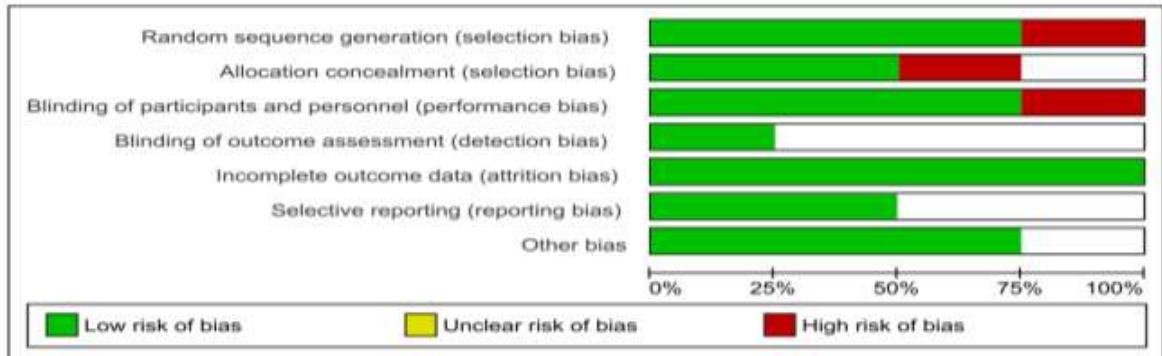 Random sequence generation (selection bias)
Allocation concealment (selection bias)
Blinding of participants and personnel (performance bias)
Blinding of outcome assessment (detection bias)
Incomplete outcome data (attrition bias)
Selective reporting (reporting bias)
Other bias
0% 25% 50% 75% 100%
Low risk of bias Unclear risk of bias High risk of bias